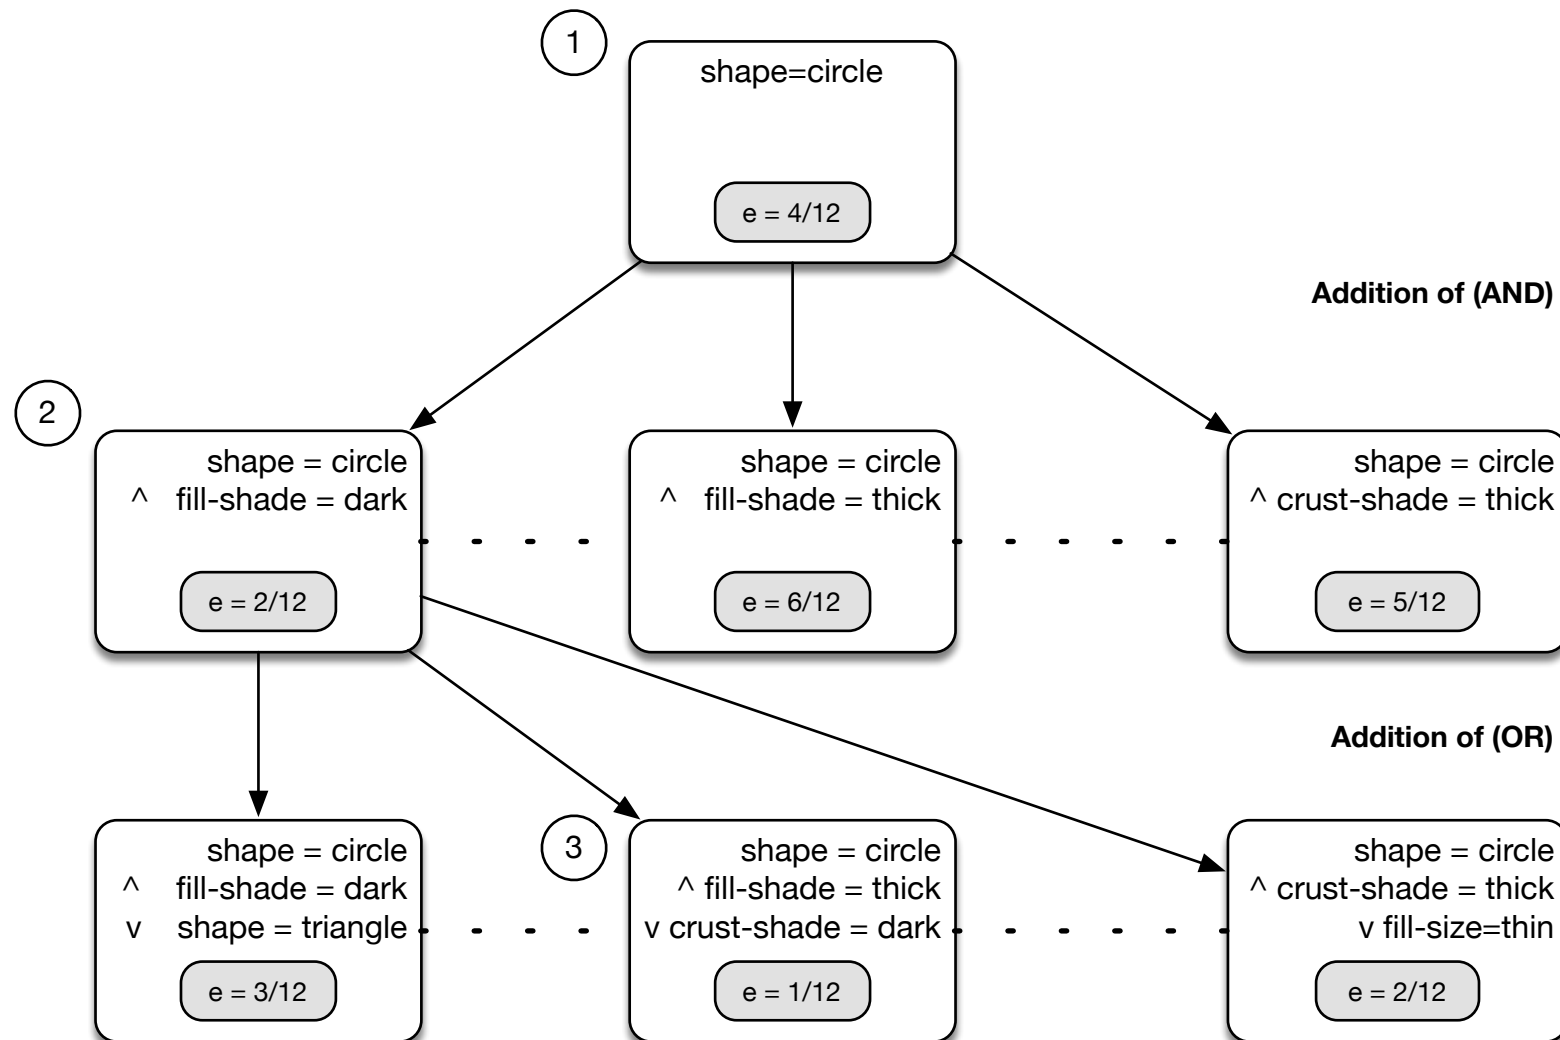 1
shape=circle
e = 4/12
Addition of (AND)
2
shape = circle
^ fill-shade = dark
e = 2/12
shape = circle
^ fill-shade = thick
e = 6/12
shape = circle
^ crust-shade = thick
e = 5/12
Addition of (OR)
shape = circle
^ fill-shade = dark
v shape = triangle
e = 3/12
3
shape = circle
^ fill-shade = thick
v crust-shade = dark
e = 1/12
shape = circle
^ crust-shade = thick
v fill-size=thin
e = 2/12